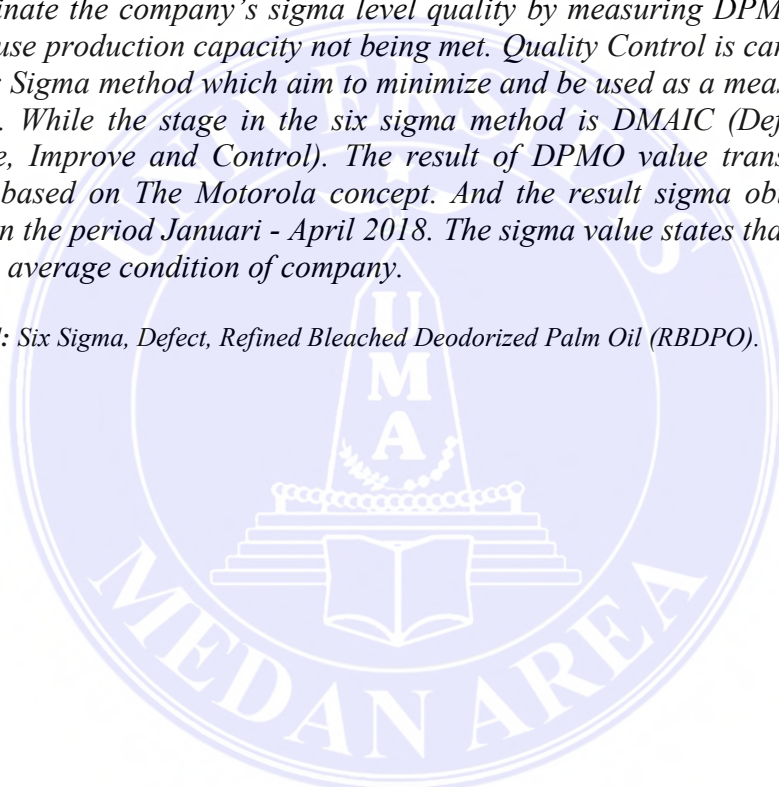 inate the company’s sigma level quality by measuring DPM
use production capacity not being met. Quality Control is car
Sigma method which aim to minimize and be used as a meas
. While the stage in the six sigma method is DMAIC (Def
e, Improve and Control). The result of DPMO value trans
based on The Motorola concept. And the result sigma ob
n the period Januari - April 2018. The sigma value states tha
average condition of company.
: Six Sigma, Defect, Refined Bleached Deodorized Palm Oil (RBDPO).
UNIVERSITAS
U
M
A
MEDAN AREA